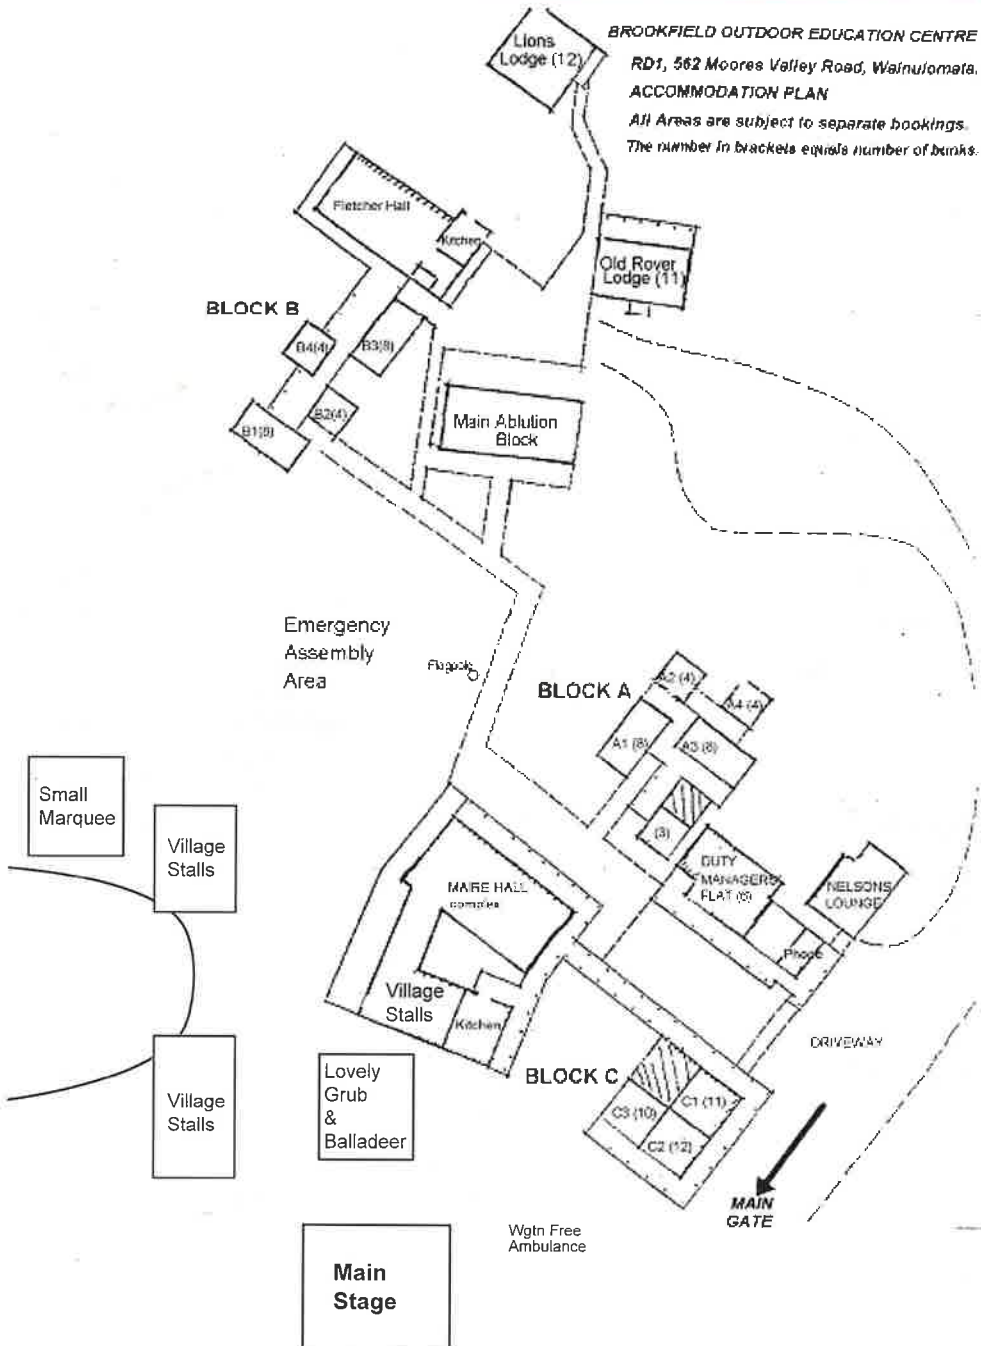 BROOKFIELD OUTDOOR EDUCATION CENTRE
RD1, 562 Moores Valley Road, Wainuiomata.
ACCOMMODATION PLAN
All Areas are subject to separate bookings.
The number in brackets equals number of bunks.
Lions
Lodge (12)
Fletcher Hall
Kitchen
Old Rover
Lodge (11)
BLOCK B
B4(4)
B3(8)
B2(4)
Main Ablution
Block
Emergency
Assembly
Area
Flagpole
BLOCK A
A2 (4)
A4 (4)
A1 (8)
A3 (8)
(3)
Small
Marquee
Village
Stalls
DUTY
MANAGERS
FLAT (6)
NELSONS
LOUNGE
MAIRE HALL
complex
Phone
Village
Stalls
Kitchen
DRIVEWAY
Village
Stalls
Lovely
Grub
&
Balladeer
BLOCK C
C1 (11)
C3 (10)
C2 (12)
MAIN
GATE
Wgtn Free
Ambulance
Main
Stage